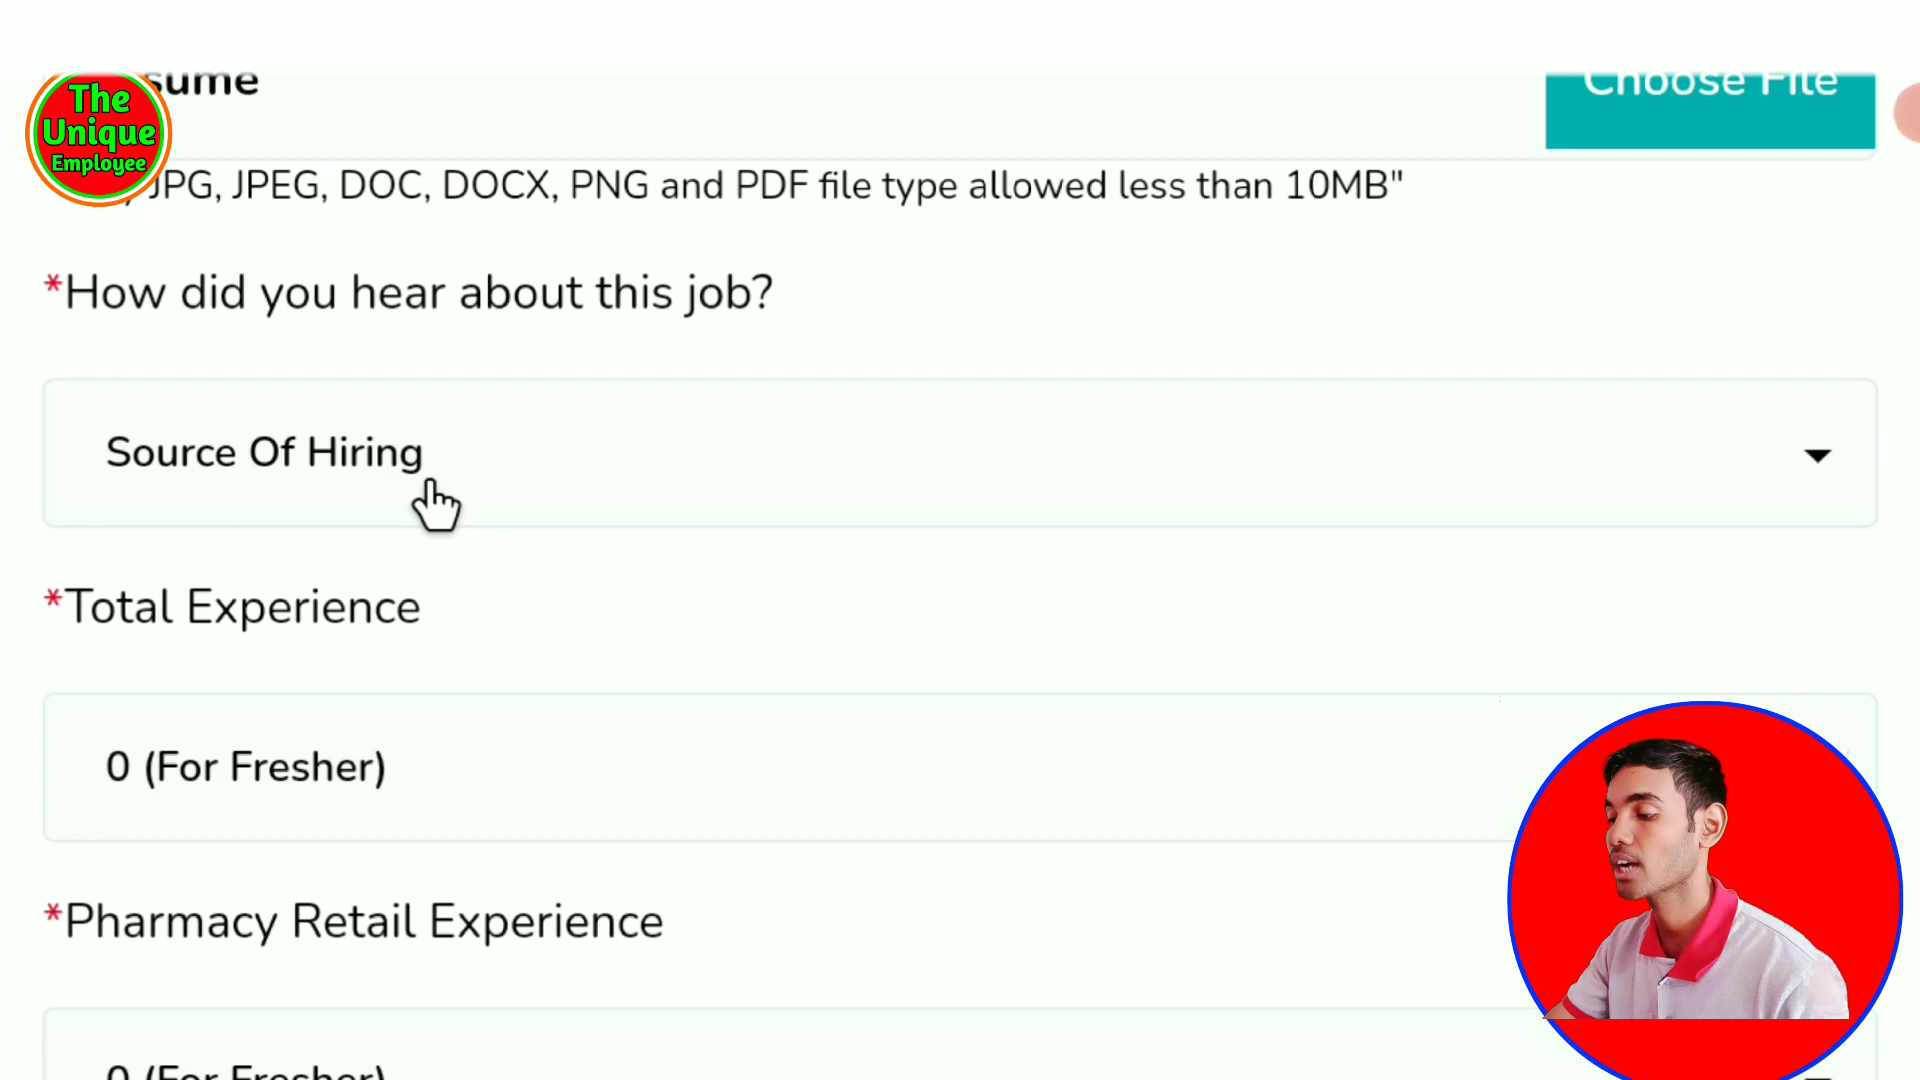 The
Unique
Employee
sume
Choose File
JPG, JPEG, DOC, DOCX, PNG and PDF file type allowed less than 10MB"
*How did you hear about this job?
Source Of Hiring
*Total Experience
0 (For Fresher)
*Pharmacy Retail Experience
0 (For Fresher)